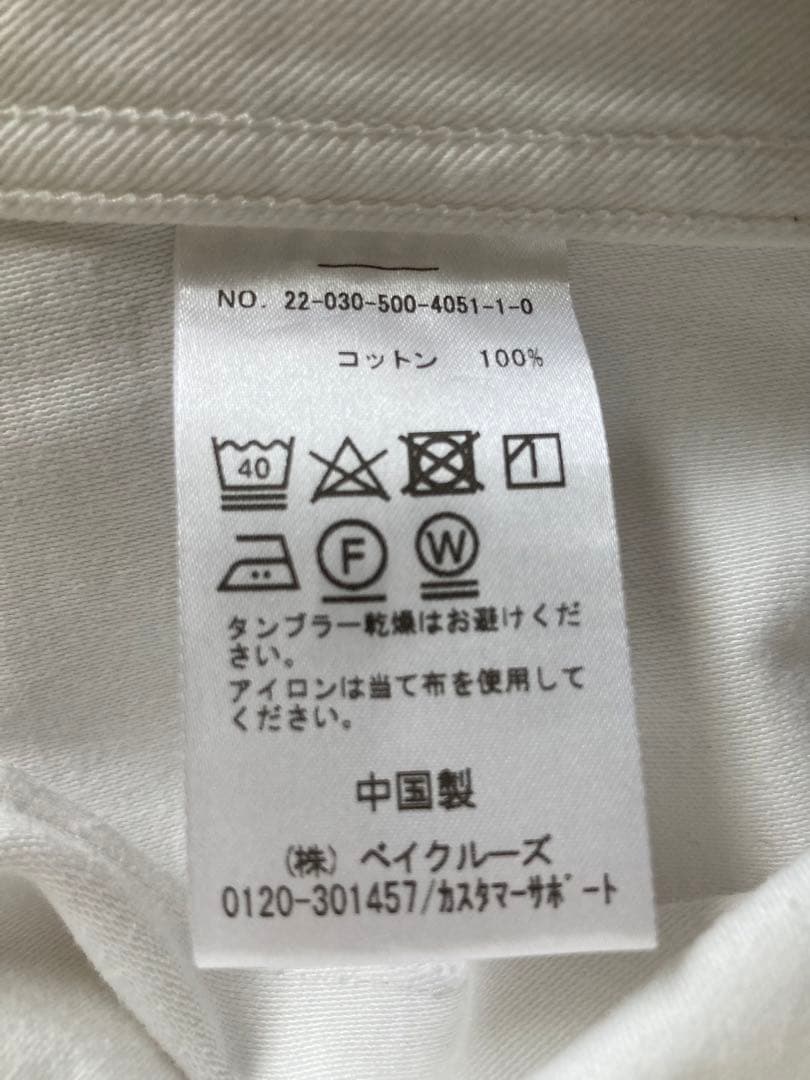 NO. 22-030-500-4051-1-0
コットン 100%
40
F W
タンブラー乾燥はお避けくだ
さい。
アイロンは当て布を使用して
ください。
中国製
(株) ベイクルーズ
0120-301457/カスタマーサポート